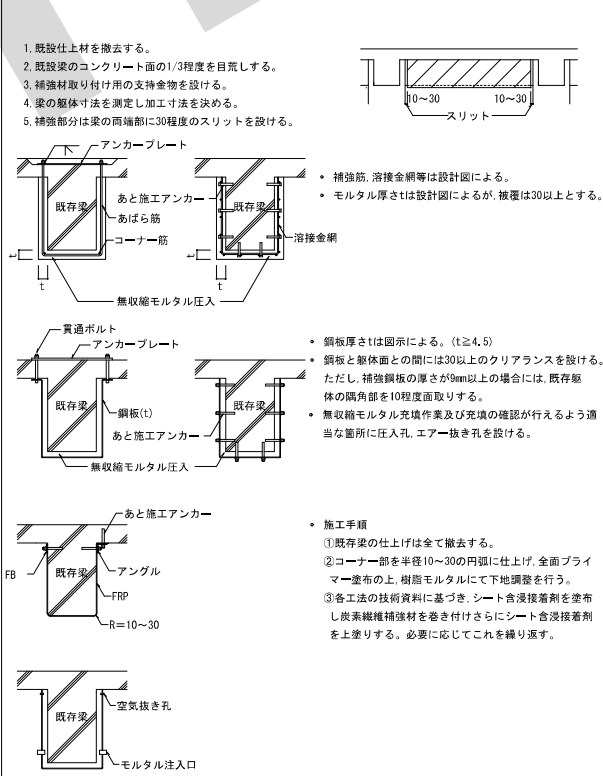 1. 既設仕上材を撤去する。
2. 既設梁のコンクリート面の1/3程度を目荒しする。
3. 補強材取り付け用の支持金物を設ける。
4. 梁の躯体寸法を測定し加工寸法を決める。
5. 補強部分は梁の両端部に30程度のスリットを設ける。
10~30
10~30
スリット
アンカープレート
あと施工アンカー
既存梁
既存梁
あばら筋
コーナー筋
溶接金網
t
t
無収縮モルタル圧入
• 補強筋, 溶接金網等は設計図による。
• モルタル厚さtは設計図によるが, 被覆は30以上とする。
貫通ボルト
アンカープレート
既存梁
既存梁
鋼板(t)
あと施工アンカー
無収縮モルタル圧入
• 鋼板厚さtは図示による。(t≧4.5)
• 鋼板と躯体面との間には30以上のクリアランスを設ける。
ただし, 補強鋼板の厚さが9mm以上の場合には, 既存躯
体の隅角部を10程度面取りする。
• 無収縮モルタル充填作業及び充填の確認が行えるよう適
当な箇所に圧入孔, エアー抜き孔を設ける。
あと施工アンカー
FB
既存梁
アングル
FRP
R=10~30
• 施工手順
①既存梁の仕上げは全て撤去する。
②コーナー部を半径10~30の円弧に仕上げ, 全面プライ
マー塗布の上, 樹脂モルタルにて下地調整を行う。
③各工法の技術資料に基づき, シート含浸接着剤を塗布
し炭素繊維補強材を巻き付けさらにシート含浸接着剤
を上塗りする。必要に応じてこれを繰り返す。
既存梁
空気抜き孔
モルタル注入口